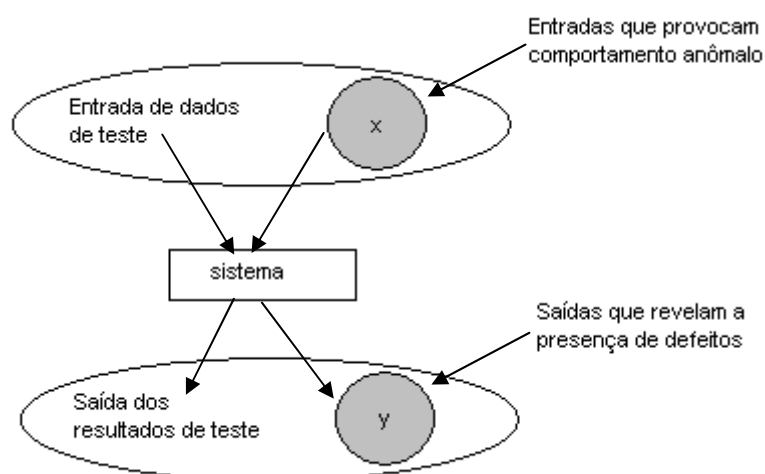 Entradas que provocam
comportamento anômalo
Entrada de dados
de teste
x
sistema
Saídas que revelam a
presença de defeitos
Saída dos
resultados de teste
y